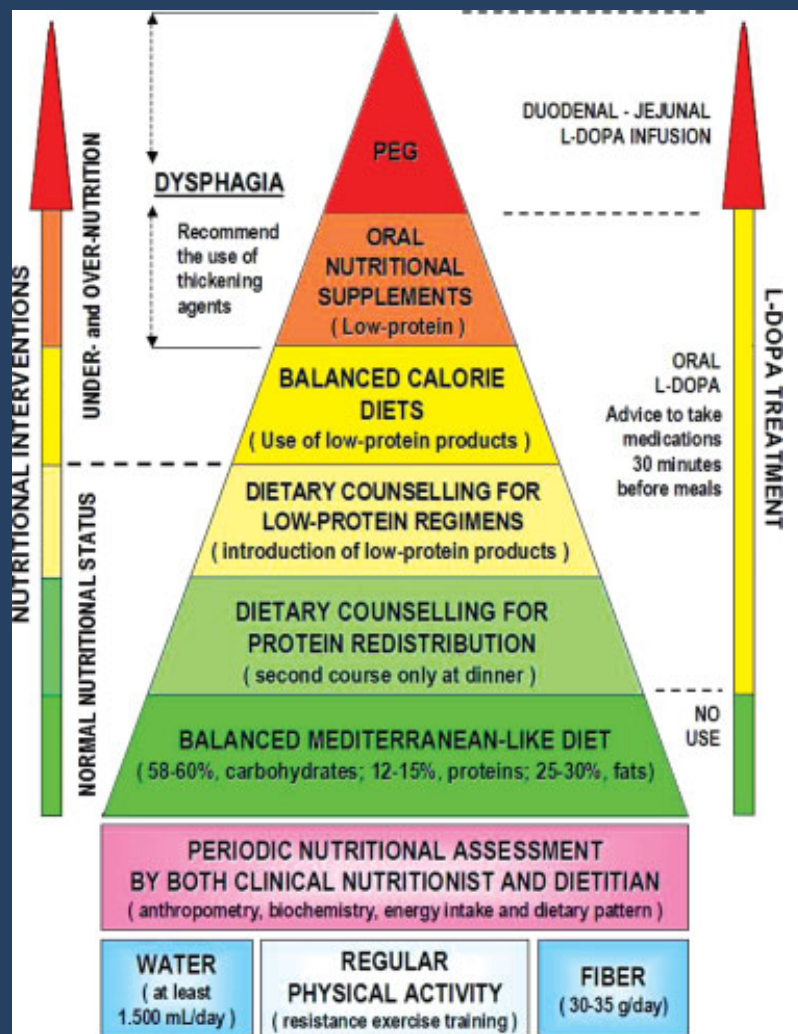 NUTRITIONAL INTERVENTIONS
UNDER- and OVER-NUTRITION
NORMAL NUTRITIONAL STATUS
DYSPHAGIA
Recommend
the use of
thickening
agents
PEG
ORAL
NUTRITIONAL
SUPPLEMENTS
( Low-protein )
BALANCED CALORIE
DIETS
( Use of low-protein products )
DIETARY COUNSELLING FOR
LOW-PROTEIN REGIMENS
( introduction of low-protein products )
DIETARY COUNSELLING FOR
PROTEIN REDISTRIBUTION
( second course only at dinner )
BALANCED MEDITERRANEAN-LIKE DIET
( 58-60%, carbohydrates; 12-15%, proteins; 25-30%, fats)
DUODENAL - JEJUNAL
L-DOPA INFUSION
ORAL
L-DOPA
Advice to take
medications
30 minutes
before meals
NO
USE
L-DOPA TREATMENT
PERIODIC NUTRITIONAL ASSESSMENT
BY BOTH CLINICAL NUTRITIONIST AND DIETITIAN
( anthropometry, biochemistry, energy intake and dietary pattern )
WATER
( at least
1.500 mL/day )
REGULAR
PHYSICAL ACTIVITY
( resistance exercise training )
FIBER
( 30-35 g/day)